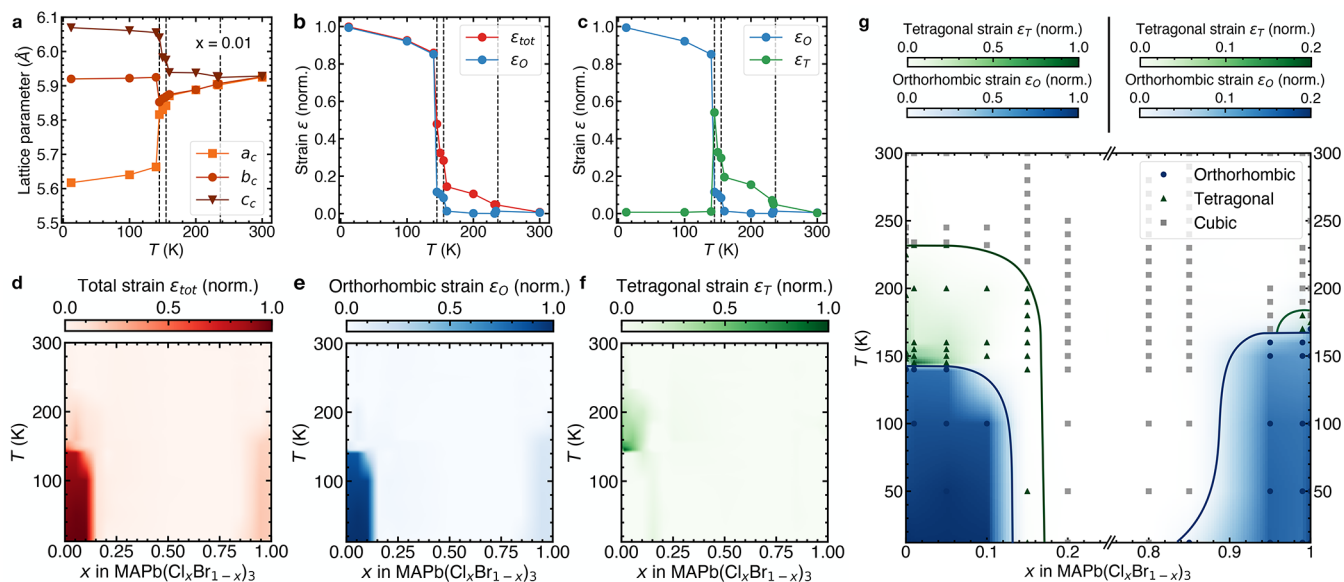 a
6.1
6.0
5.9
5.8
5.7
5.6
5.5
Lattice parameter (Å)
x = 0.01
a_c
b_c
c_c
0
100
200
300
T (K)
b
1.0
0.8
0.6
0.4
0.2
0.0
Strain ε (norm.)
ε_tot
ε_O
0
100
200
300
T (K)
c
1.0
0.8
0.6
0.4
0.2
0.0
Strain ε (norm.)
ε_O
ε_T
0
100
200
300
T (K)
d
Total strain ε_tot (norm.)
0.0 0.5 1.0
300
200
100
T (K)
0.00 0.25 0.50 0.75 1.00
x in MAPb(Cl_xBr_{1−x})_3
e
Orthorhombic strain ε_O (norm.)
0.0 0.5 1.0
300
200
100
T (K)
0.00 0.25 0.50 0.75 1.00
x in MAPb(Cl_xBr_{1−x})_3
f
Tetragonal strain ε_T (norm.)
0.0 0.5 1.0
300
200
100
T (K)
0.00 0.25 0.50 0.75 1.00
x in MAPb(Cl_xBr_{1−x})_3
g
Tetragonal strain ε_T (norm.)
0.0 0.5 1.0
Orthorhombic strain ε_O (norm.)
0.0 0.5 1.0
Tetragonal strain ε_T (norm.)
0.0 0.1 0.2
Orthorhombic strain ε_O (norm.)
0.0 0.1 0.2
300
250
200
150
100
50
T (K)
Orthorhombic
Tetragonal
Cubic
300
250
200
150
100
50
0 0.1 0.2 0.8 0.9 1
x in MAPb(Cl_xBr_{1−x})_3